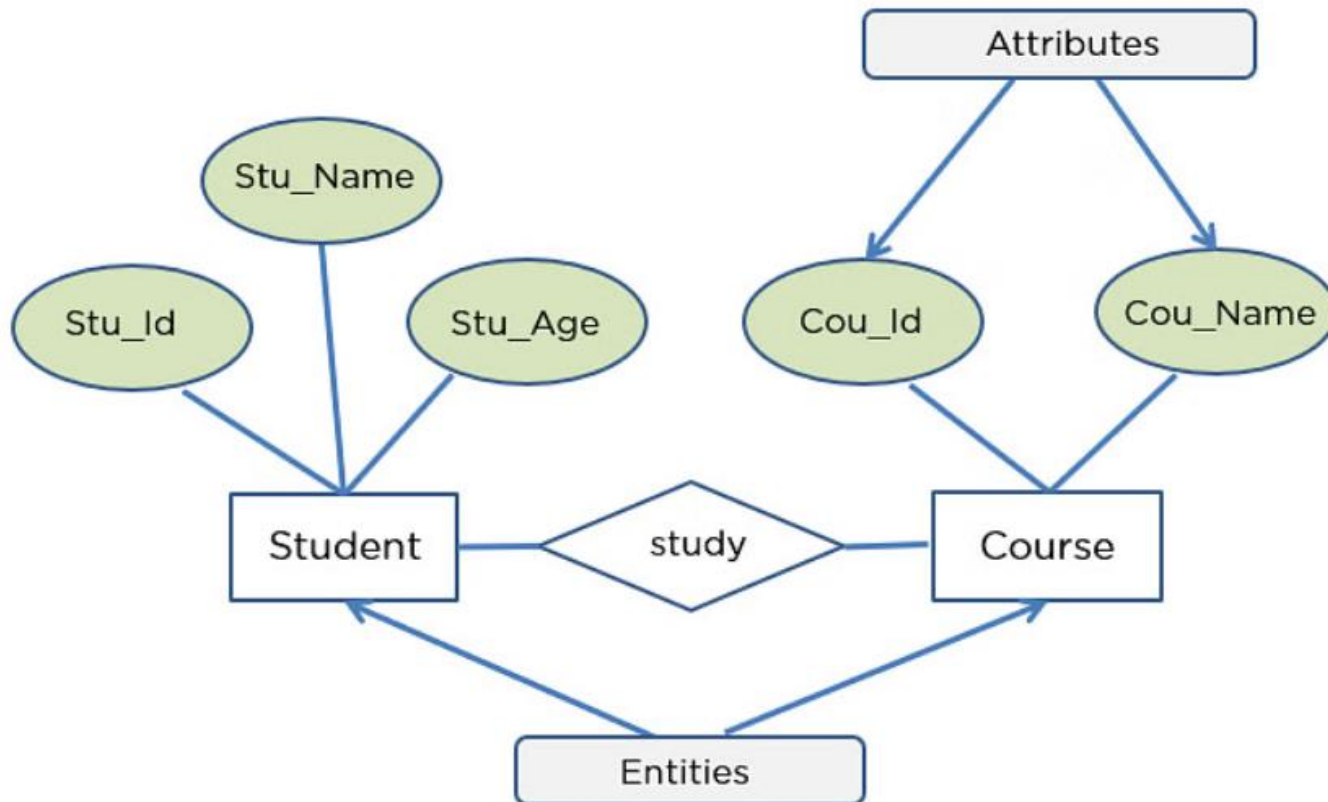 Attributes
Stu_Name
Stu_Id
Stu_Age
Cou_Id
Cou_Name
Student
study
Course
Entities